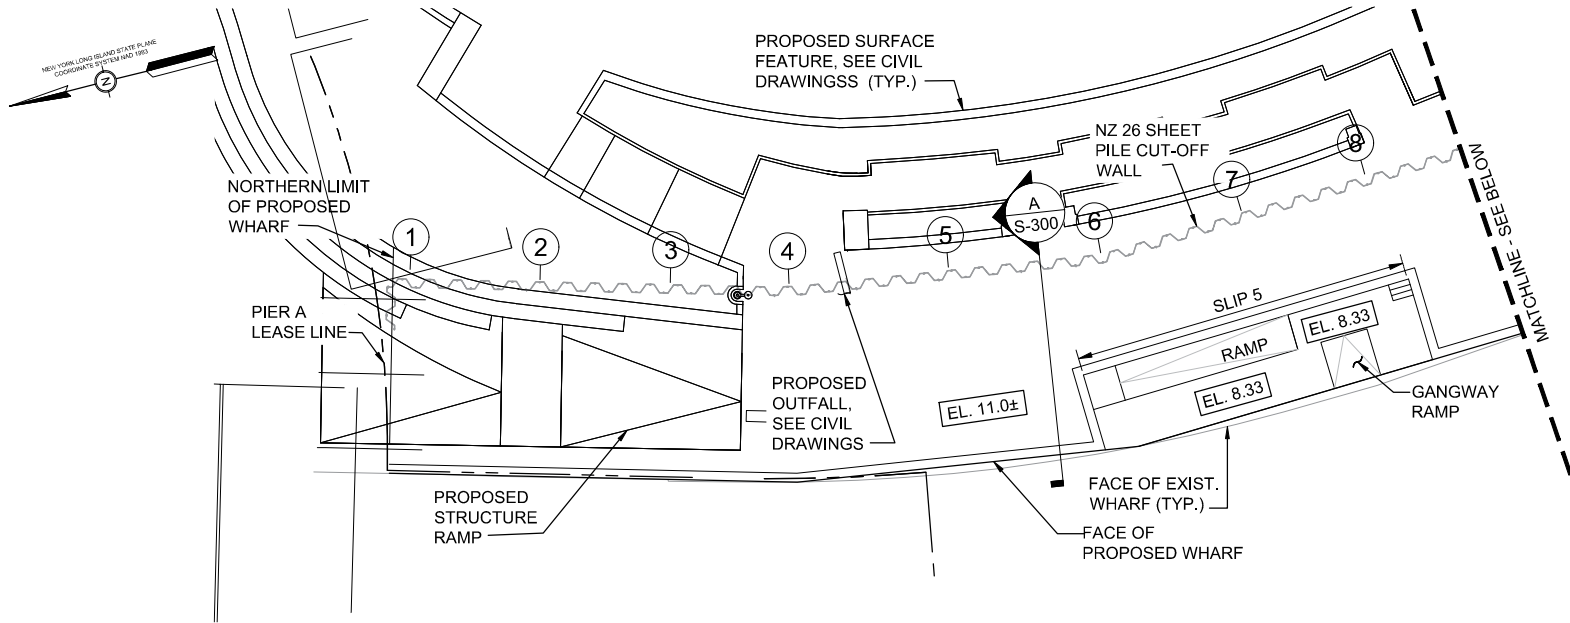 NEW YORK LONG ISLAND STATE PLANE
COORDINATE SYSTEM NAD 1983
N
PROPOSED SURFACE
FEATURE, SEE CIVIL
DRAWINGSS (TYP.)
NZ 26 SHEET
PILE CUT-OFF
WALL
NORTHERN LIMIT
OF PROPOSED
WHARF
1
2
3
4
5
6
7
8
A
S-300
MATCHLINE - SEE BELOW
PIER A
LEASE LINE
SLIP 5
RAMP
EL. 8.33
EL. 8.33
EL. 11.0±
GANGWAY
RAMP
PROPOSED
OUTFALL,
SEE CIVIL
DRAWINGS
PROPOSED
STRUCTURE
RAMP
FACE OF EXIST.
WHARF (TYP.)
FACE OF
PROPOSED WHARF